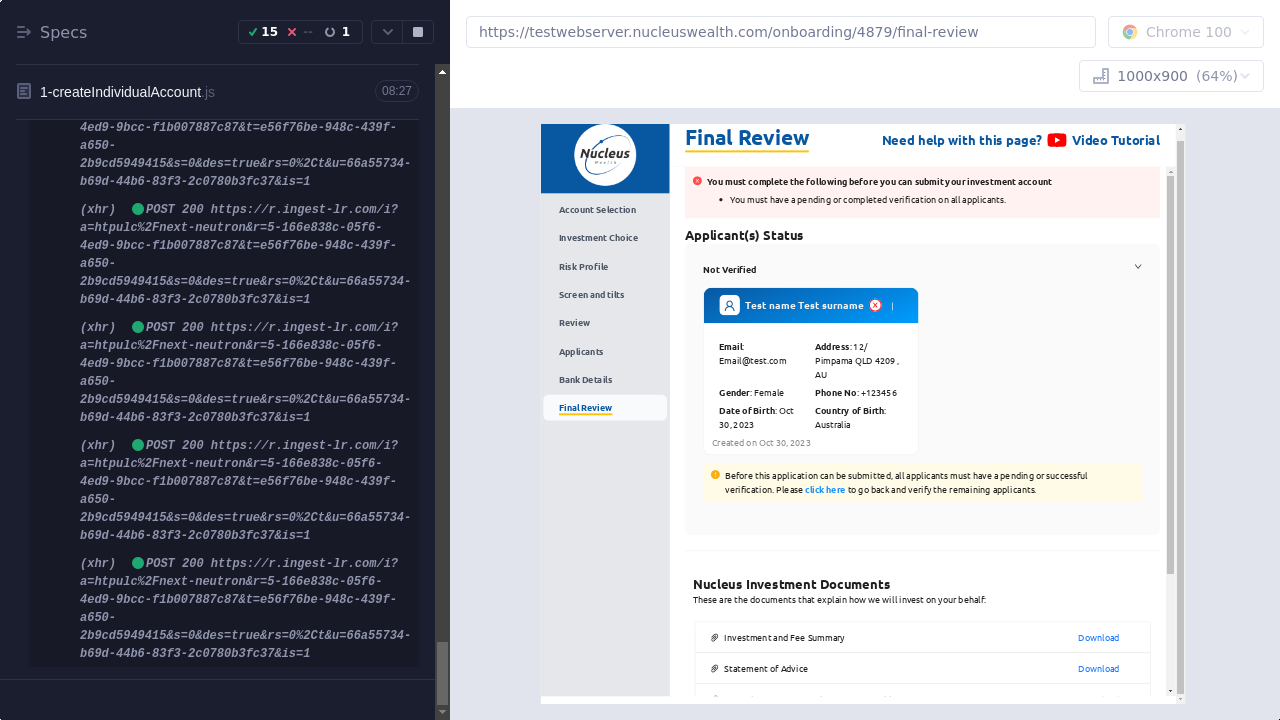 Specs
15
--
1
1-createIndividualAccount.js
08:27
4ed9-9bcc-f1b007887c87&t=e56f76be-948c-439f-
a650-
2b9cd5949415&s=0&des=true&rs=0%2Ct&u=66a55734-
b69d-44b6-83f3-2c0780b3fc37&is=1
(xhr) POST 200 https://r.ingest-lr.com/i?
a=htpulc%2Fnext-neutron&r=5-166e838c-05f6-
4ed9-9bcc-f1b007887c87&t=e56f76be-948c-439f-
a650-
2b9cd5949415&s=0&des=true&rs=0%2Ct&u=66a55734-
b69d-44b6-83f3-2c0780b3fc37&is=1
(xhr) POST 200 https://r.ingest-lr.com/i?
a=htpulc%2Fnext-neutron&r=5-166e838c-05f6-
4ed9-9bcc-f1b007887c87&t=e56f76be-948c-439f-
a650-
2b9cd5949415&s=0&des=true&rs=0%2Ct&u=66a55734-
b69d-44b6-83f3-2c0780b3fc37&is=1
(xhr) POST 200 https://r.ingest-lr.com/i?
a=htpulc%2Fnext-neutron&r=5-166e838c-05f6-
4ed9-9bcc-f1b007887c87&t=e56f76be-948c-439f-
a650-
2b9cd5949415&s=0&des=true&rs=0%2Ct&u=66a55734-
b69d-44b6-83f3-2c0780b3fc37&is=1
(xhr) POST 200 https://r.ingest-lr.com/i?
a=htpulc%2Fnext-neutron&r=5-166e838c-05f6-
4ed9-9bcc-f1b007887c87&t=e56f76be-948c-439f-
a650-
2b9cd5949415&s=0&des=true&rs=0%2Ct&u=66a55734-
b69d-44b6-83f3-2c0780b3fc37&is=1
https://testwebserver.nucleuswealth.com/onboarding/4879/final-review
Chrome 100
1000x900 (64%)
Nucleus
Wealth
Account Selection
Investment Choice
Risk Profile
Screen and tilts
Review
Applicants
Bank Details
Final Review
Final Review
Need help with this page? Video Tutorial
You must complete the following before you can submit your investment account
• You must have a pending or completed verification on all applicants.
Applicant(s) Status
Not Verified
Test name Test surname |
Email:
Email@test.com
Address: 12/
Pimpama QLD 4209 ,
AU
Gender: Female
Phone No: +123456
Date of Birth: Oct
30, 2023
Country of Birth:
Australia
Created on Oct 30, 2023
Before this application can be submitted, all applicants must have a pending or successful
verification. Please click here to go back and verify the remaining applicants.
Nucleus Investment Documents
These are the documents that explain how we will invest on your behalf:
Investment and Fee Summary Download
Statement of Advice Download